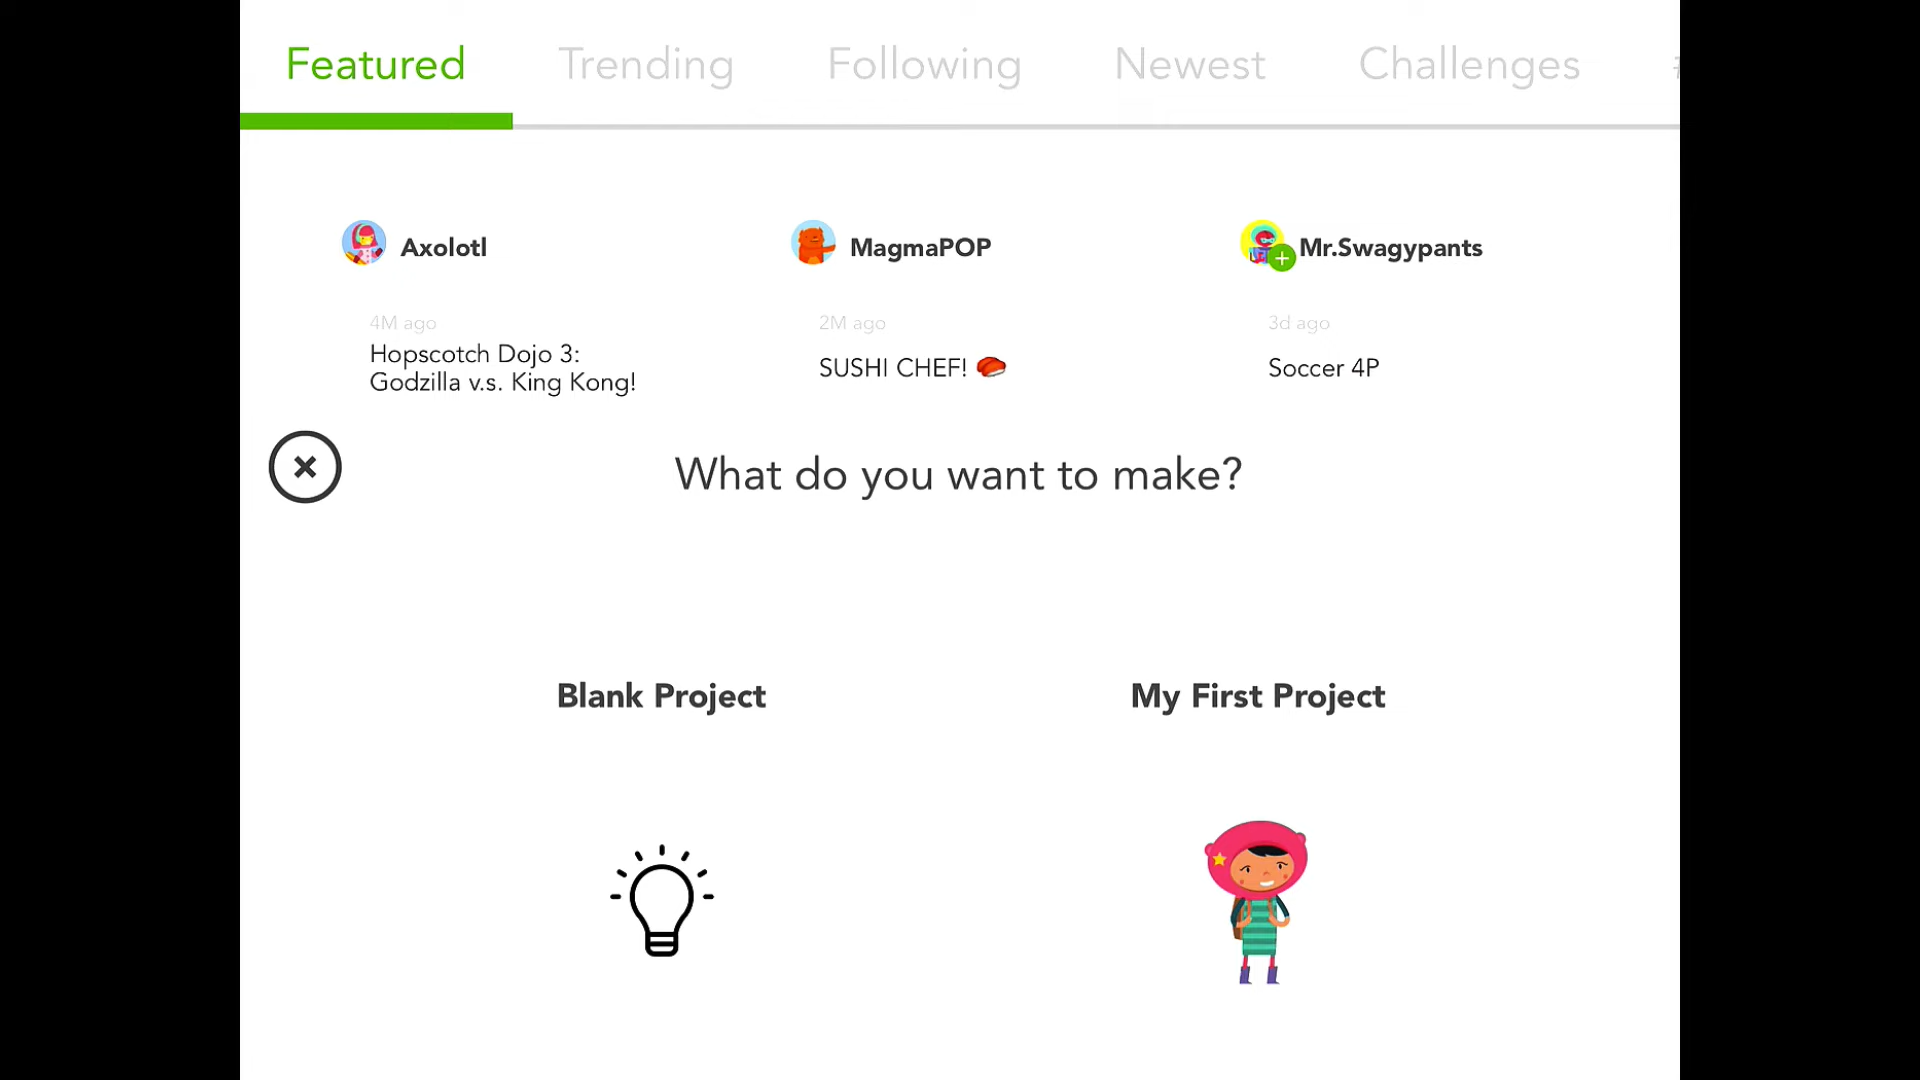 Featured Trending Following Newest Challenges #
Axolotl MagmaPOP Mr.Swagypants
4M ago 2M ago 3d ago
Hopscotch Dojo 3:
Godzilla v.s. King Kong!
SUSHI CHEF! 🍣
Soccer 4P
What do you want to make?
Blank Project My First Project